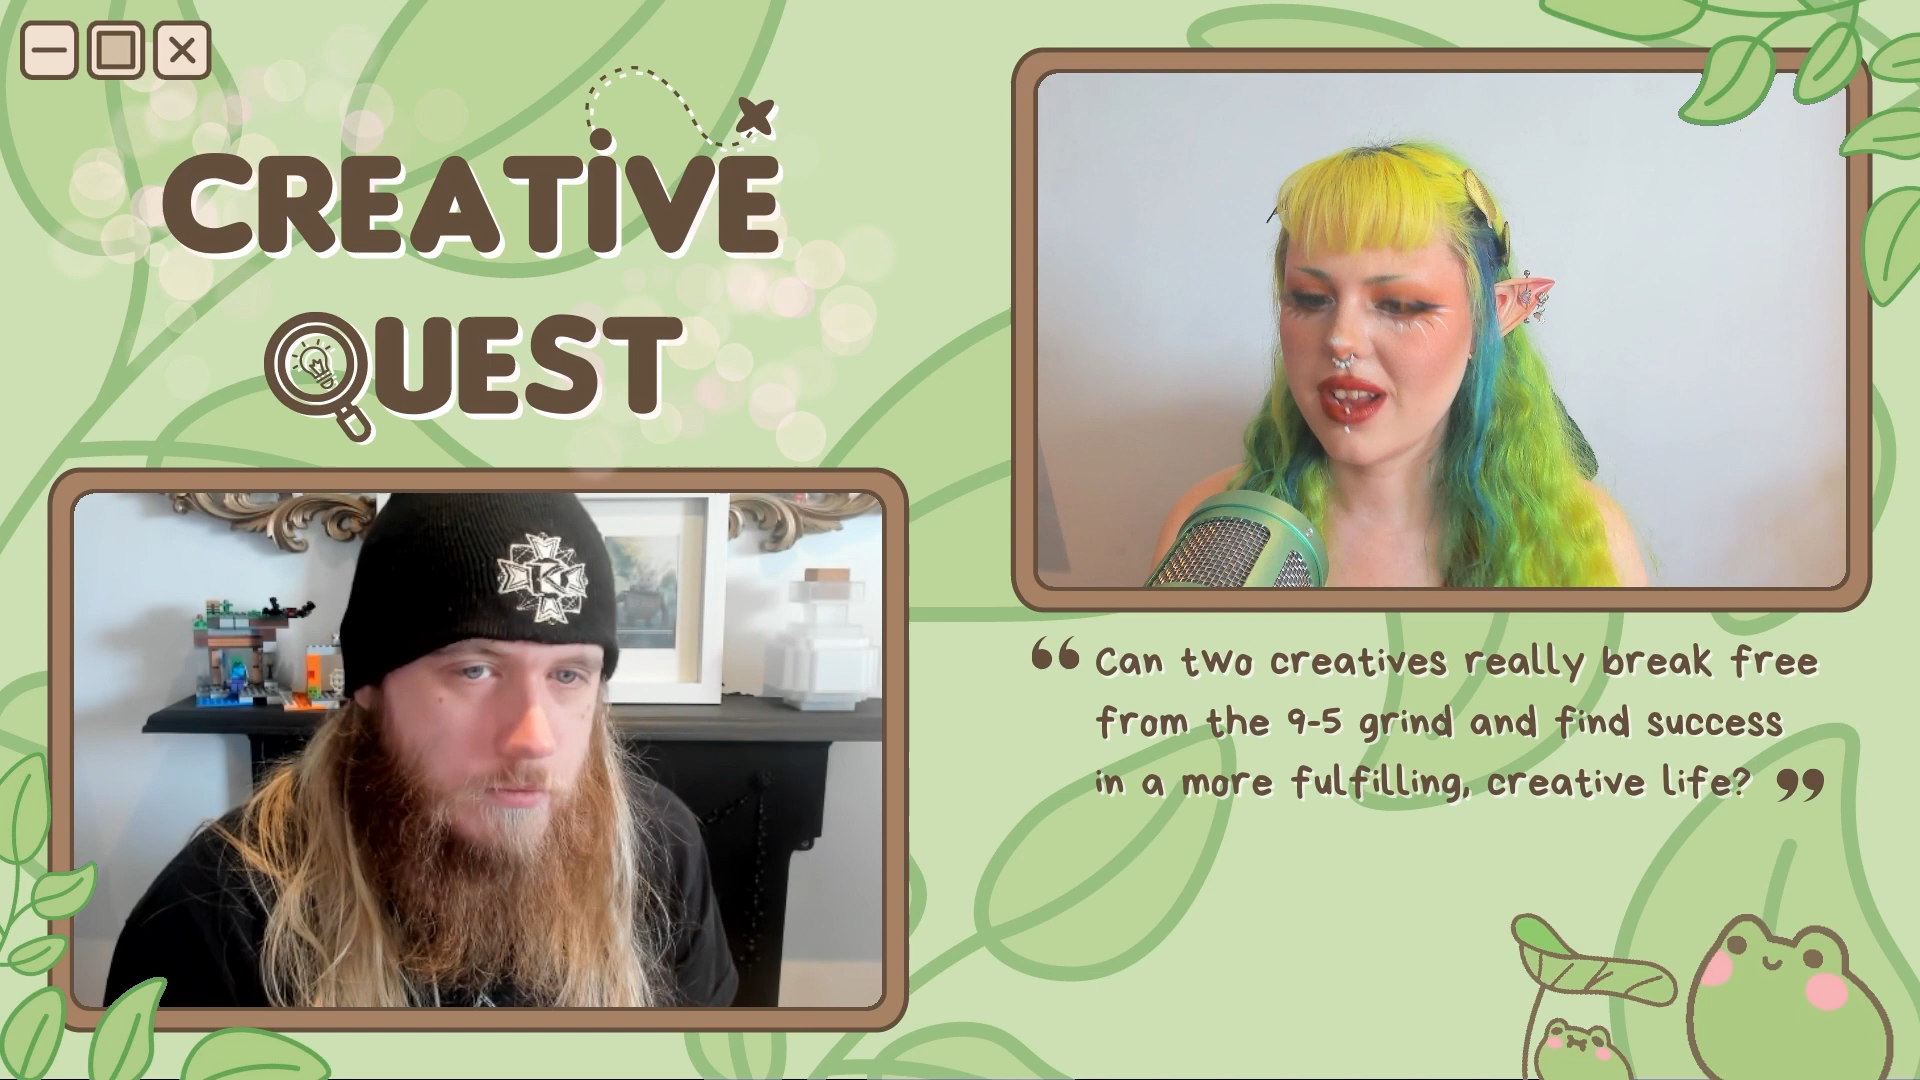 CREATiVE
QUEST
“ Can two creatives really break free
from the 9-5 grind and find success
in a more fulfilling, creative life? ”
K